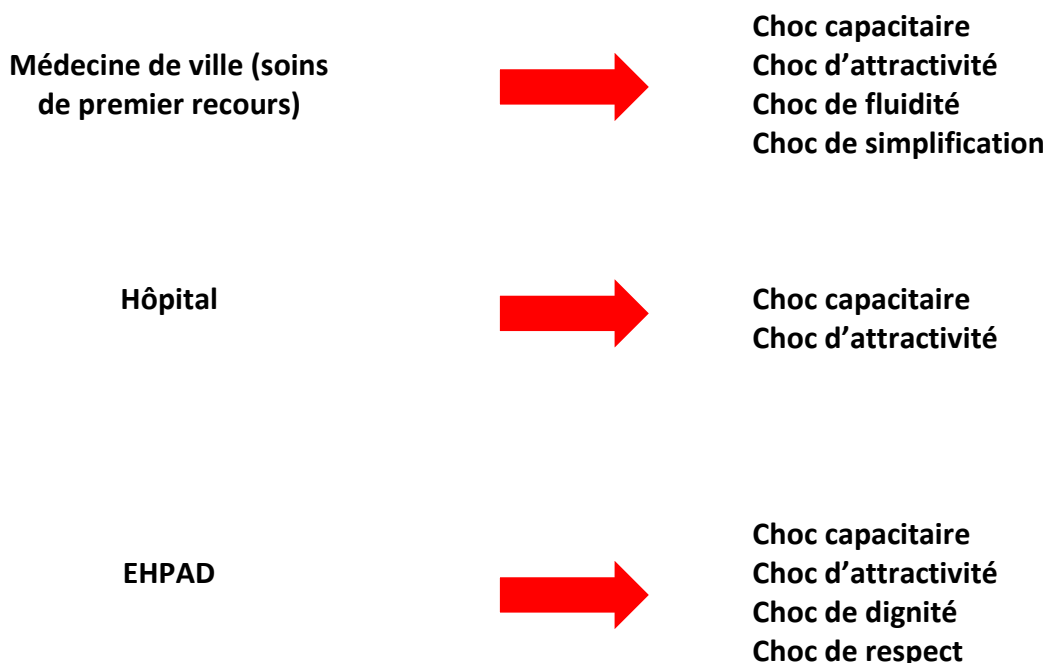 Médecine de ville (soins
de premier recours)
Choc capacitaire
Choc d’attractivité
Choc de fluidité
Choc de simplification
Hôpital
Choc capacitaire
Choc d’attractivité
EHPAD
Choc capacitaire
Choc d’attractivité
Choc de dignité
Choc de respect